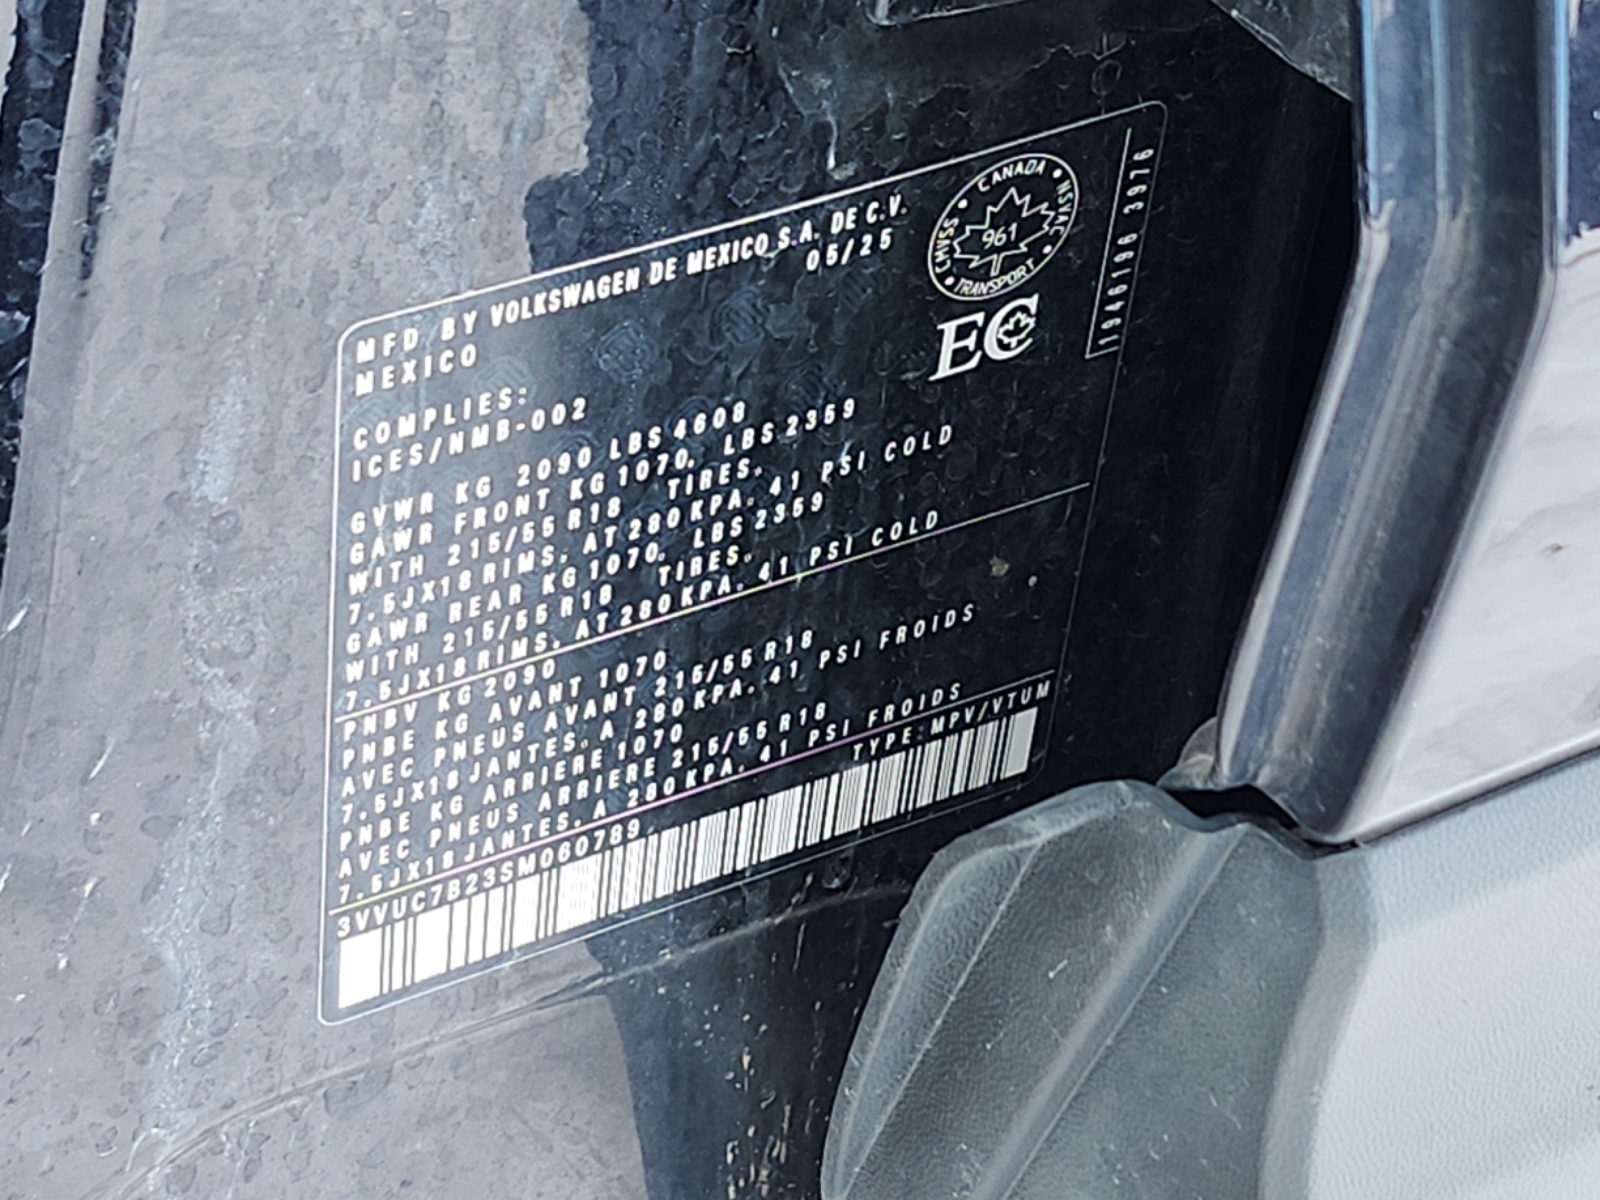 MFD BY VOLKSWAGEN DE MEXICO S.A. DE C.V.
MEXICO 05/25
CANADA
CMVSS NSVAC
961
TRANSPORT
EC
1946196 3976
COMPLIES:
ICES/NMB-002
GVWR KG 2090 LBS 4608
GAWR FRONT KG 1070. LBS 2359
WITH 215/55 R18 TIRES.
7.5JX18 RIMS. AT 280 KPA. 41 PSI COLD
GAWR REAR KG 1070. LBS 2359
WITH 215/55 R18 TIRES.
7.5JX18 RIMS. AT 280 KPA. 41 PSI COLD
PNBV KG 2090
PNBE KG AVANT 1070
AVEC PNEUS AVANT 215/55 R18
7.5JX18 JANTES. A 280 KPA. 41 PSI FROIDS
PNBE KG ARRIERE 1070
AVEC PNEUS ARRIERE 215/55 R18
7.5JX18 JANTES. A 280 KPA. 41 PSI FROIDS
3VVUC7B23SM060789 TYPE: MPV/VTUM